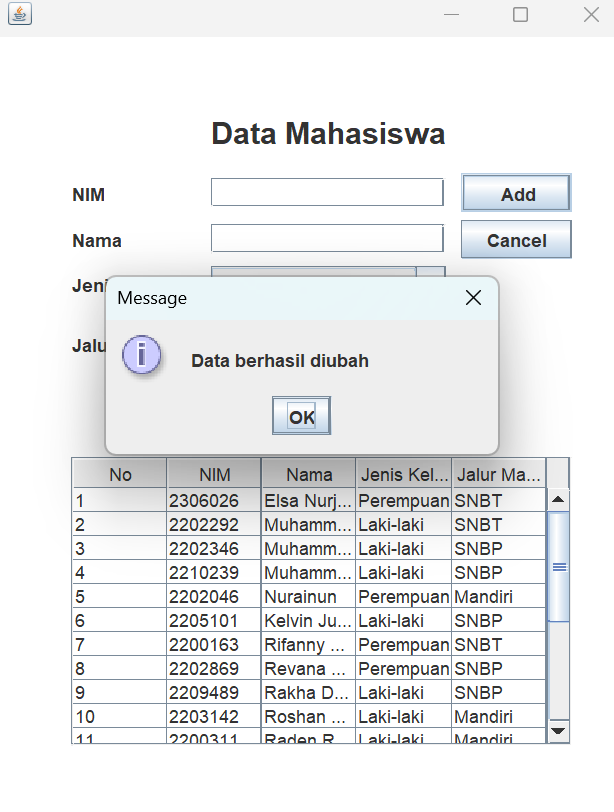 Data Mahasiswa
NIM
Add
Nama
Cancel
Jeni
Message
Jalu
Data berhasil diubah
OK
No NIM Nama Jenis Kel... Jalur Ma...
1 2306026 Elsa Nurj... Perempuan SNBT
2 2202292 Muhamm... Laki-laki SNBT
3 2202346 Muhamm... Laki-laki SNBP
4 2210239 Muhamm... Laki-laki SNBP
5 2202046 Nurainun Perempuan Mandiri
6 2205101 Kelvin Ju... Laki-laki SNBP
7 2200163 Rifanny ... Perempuan SNBT
8 2202869 Revana ... Perempuan SNBP
9 2209489 Rakha D... Laki-laki SNBP
10 2203142 Roshan ... Laki-laki Mandiri
11 2200311 Raden R... Laki-laki Mandiri